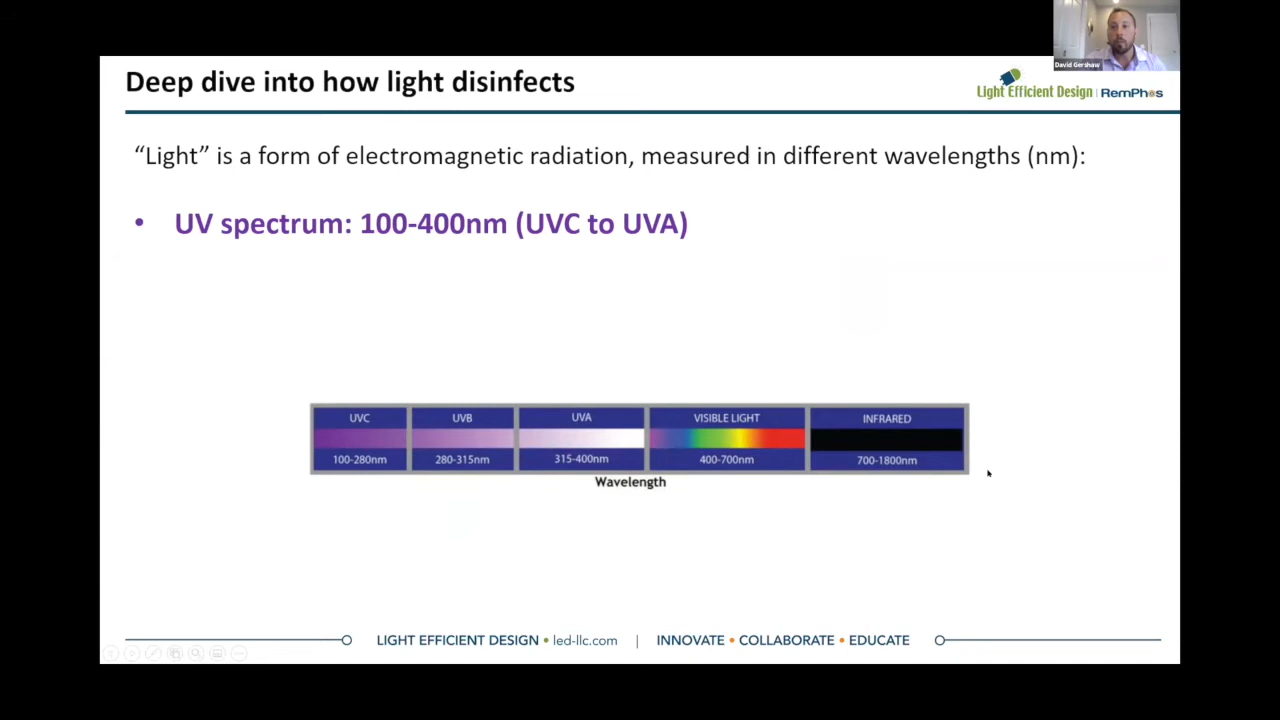 David Gershaw
Deep dive into how light disinfects
Light Efficient Design | RemPhos
“Light” is a form of electromagnetic radiation, measured in different wavelengths (nm):
• UV spectrum: 100-400nm (UVC to UVA)
UVC UVB UVA VISIBLE LIGHT INFRARED
100-280nm 280-315nm 315-400nm 400-700nm 700-1800nm
Wavelength
LIGHT EFFICIENT DESIGN • led-llc.com | INNOVATE • COLLABORATE • EDUCATE